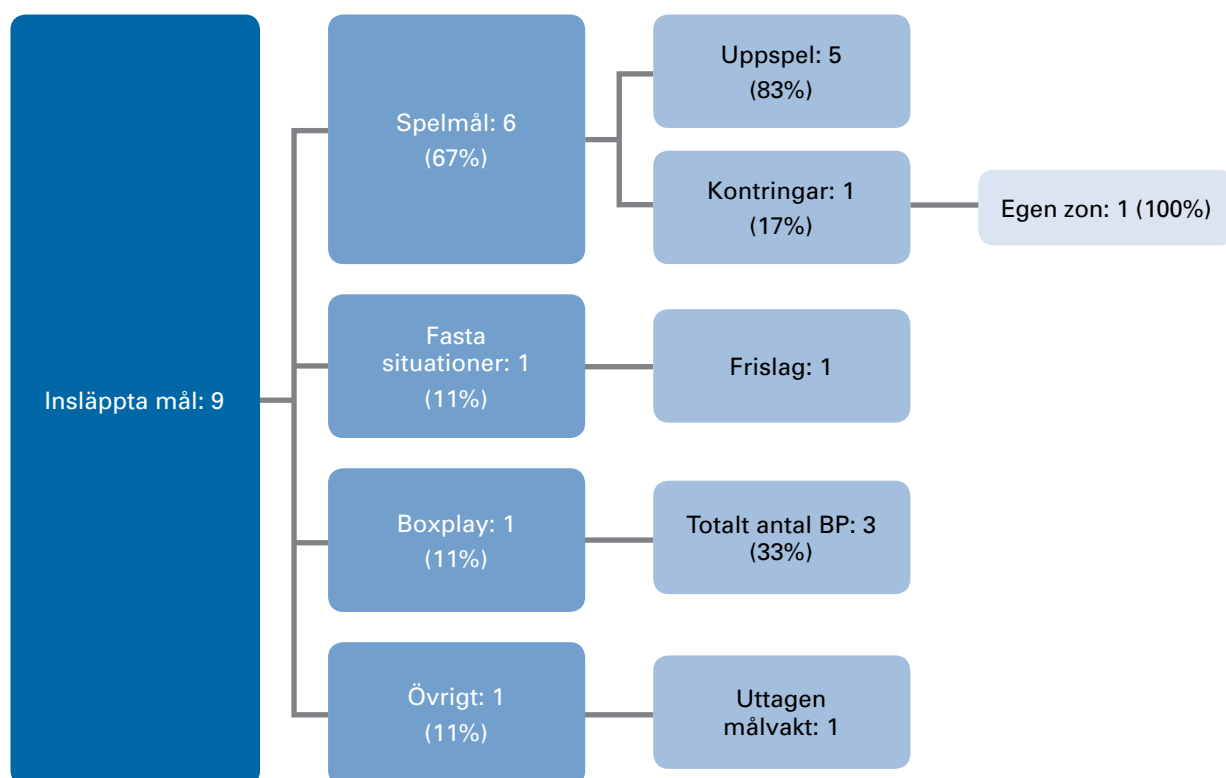 Insläppta mål: 9
Spelmål: 6
(67%)
Uppspel: 5
(83%)
Kontringar: 1
(17%)
Egen zon: 1 (100%)
Fasta
situationer: 1
(11%)
Frislag: 1
Boxplay: 1
(11%)
Totalt antal BP: 3
(33%)
Övrigt: 1
(11%)
Uttagen
målvakt: 1